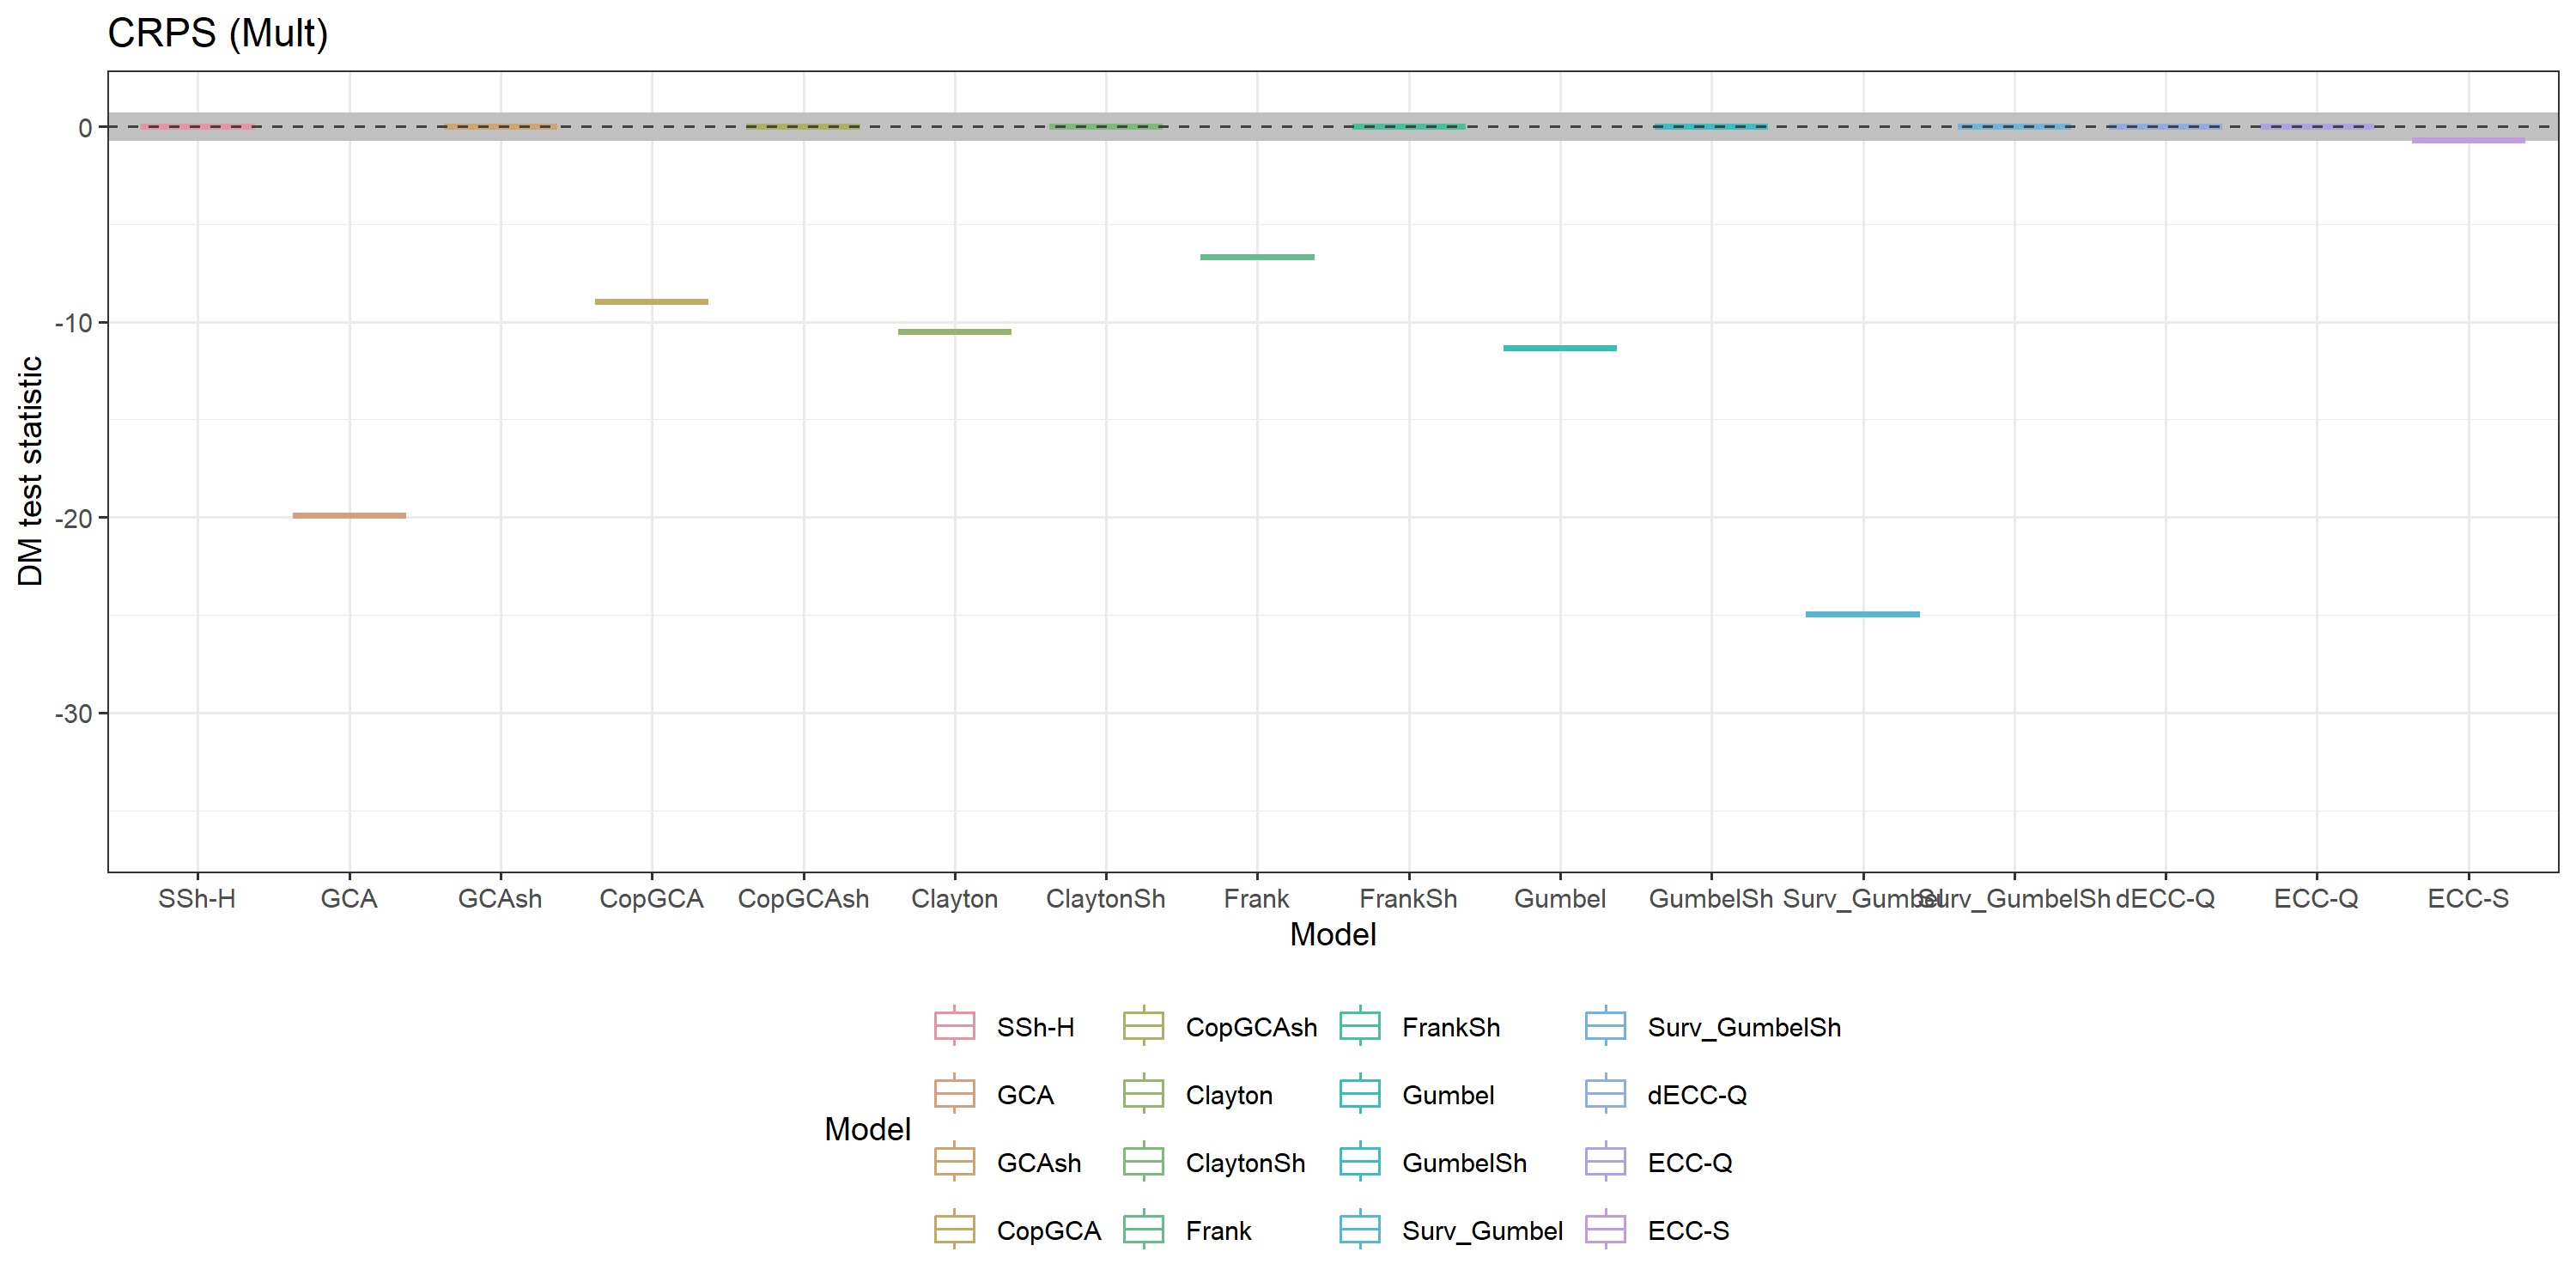 CRPS (Mult)
DM test statistic
0
-10
-20
-30
SSh-H GCA GCAsh CopGCA CopGCAsh Clayton ClaytonSh Frank FrankSh Gumbel GumbelSh Surv_Gumbel Surv_GumbelSh dECC-Q ECC-Q ECC-S
Model
Model
SSh-H CopGCAsh FrankSh Surv_GumbelSh
GCA Clayton Gumbel dECC-Q
GCAsh ClaytonSh GumbelSh ECC-Q
CopGCA Frank Surv_Gumbel ECC-S